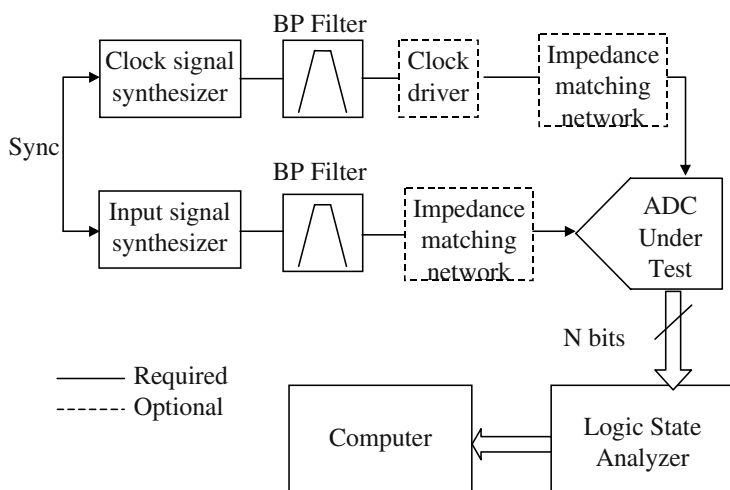 BP Filter
Clock signal
synthesizer
Clock
driver
Impedance
matching
network
Sync
BP Filter
Input signal
synthesizer
Impedance
matching
network
ADC
Under
Test
N bits
Required
Optional
Computer
Logic State
Analyzer